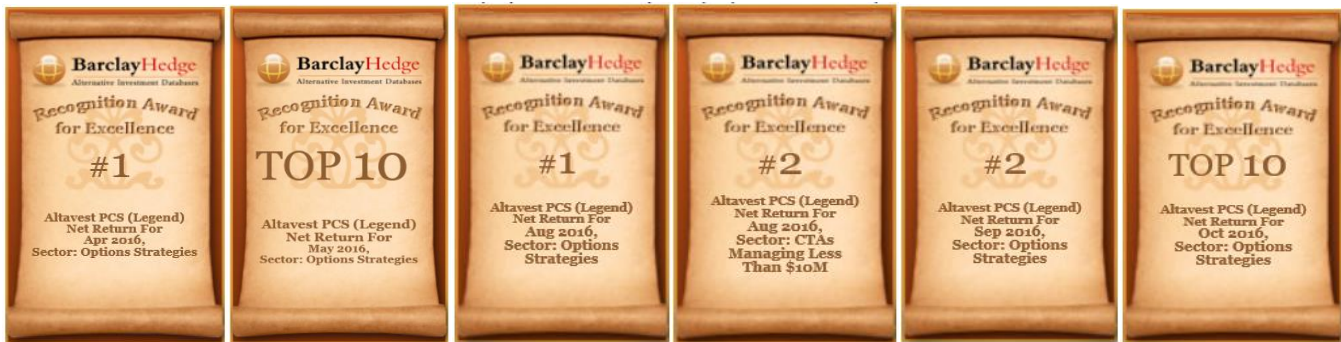 BarclayHedge
Alternative Investment Databases
Recognition Award
for Excellence
#1
Altavest PCS (Legend)
Net Return For
Apr 2016,
Sector: Options Strategies
BarclayHedge
Alternative Investment Databases
Recognition Award
for Excellence
TOP 10
Altavest PCS (Legend)
Net Return For
May 2016,
Sector: Options Strategies
BarclayHedge
Alternative Investment Databases
Recognition Award
for Excellence
#1
Altavest PCS (Legend)
Net Return For
Aug 2016,
Sector: Options
Strategies
BarclayHedge
Alternative Investment Databases
Recognition Award
for Excellence
#2
Altavest PCS (Legend)
Net Return For
Aug 2016,
Sector: CTAs
Managing Less
Than $10M
BarclayHedge
Alternative Investment Databases
Recognition Award
for Excellence
#2
Altavest PCS (Legend)
Net Return For
Sep 2016,
Sector: Options
Strategies
BarclayHedge
Alternative Investment Databases
Recognition Award
for Excellence
TOP 10
Altavest PCS (Legend)
Net Return For
Oct 2016,
Sector: Options
Strategies